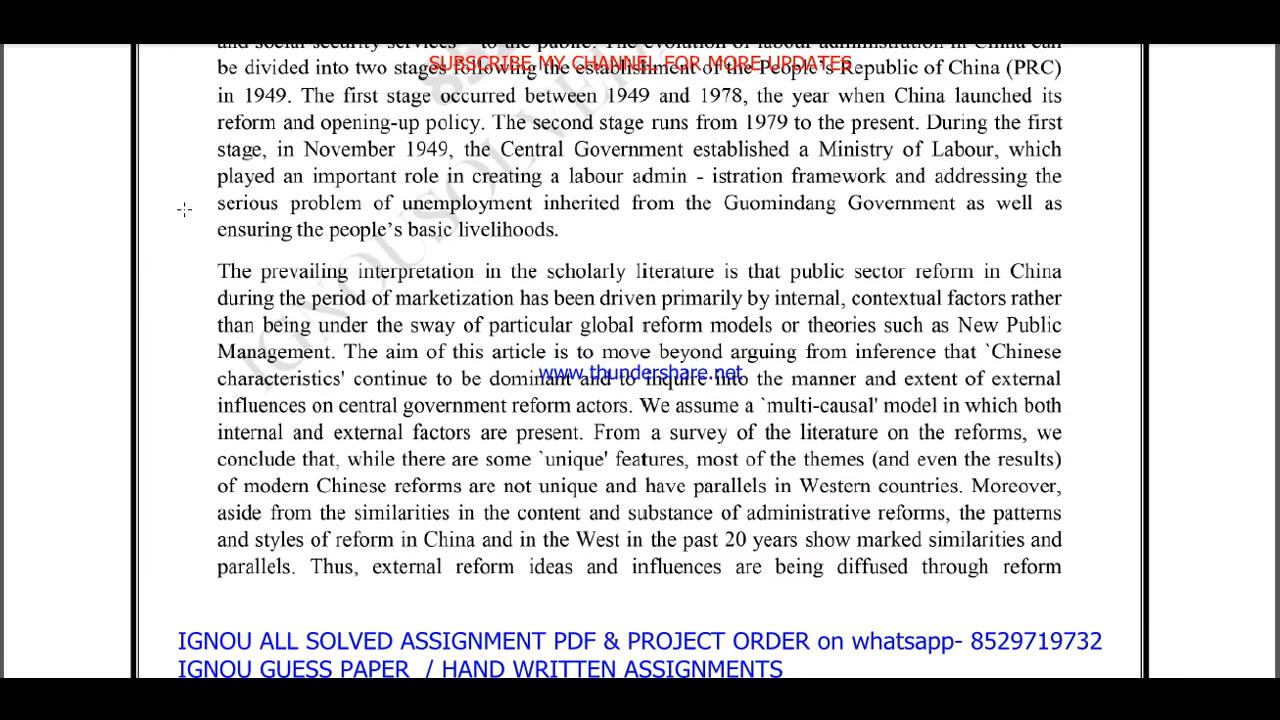 and social security services – to the public. The evolution of labour administration in China can
SUBSCRIBE MY CHANNEL FOR MORE UPDATES
be divided into two stages following the establishment of the People's Republic of China (PRC)
in 1949. The first stage occurred between 1949 and 1978, the year when China launched its
reform and opening-up policy. The second stage runs from 1979 to the present. During the first
stage, in November 1949, the Central Government established a Ministry of Labour, which
played an important role in creating a labour admin - istration framework and addressing the
serious problem of unemployment inherited from the Guomindang Government as well as
ensuring the people's basic livelihoods.
The prevailing interpretation in the scholarly literature is that public sector reform in China
during the period of marketization has been driven primarily by internal, contextual factors rather
than being under the sway of particular global reform models or theories such as New Public
Management. The aim of this article is to move beyond arguing from inference that `Chinese
www.thundershare.net
characteristics' continue to be dominant and to inquire into the manner and extent of external
influences on central government reform actors. We assume a `multi-causal' model in which both
internal and external factors are present. From a survey of the literature on the reforms, we
conclude that, while there are some `unique' features, most of the themes (and even the results)
of modern Chinese reforms are not unique and have parallels in Western countries. Moreover,
aside from the similarities in the content and substance of administrative reforms, the patterns
and styles of reform in China and in the West in the past 20 years show marked similarities and
parallels. Thus, external reform ideas and influences are being diffused through reform
IGNOU ALL SOLVED ASSIGNMENT PDF & PROJECT ORDER on whatsapp- 8529719732
IGNOU GUESS PAPER / HAND WRITTEN ASSIGNMENTS